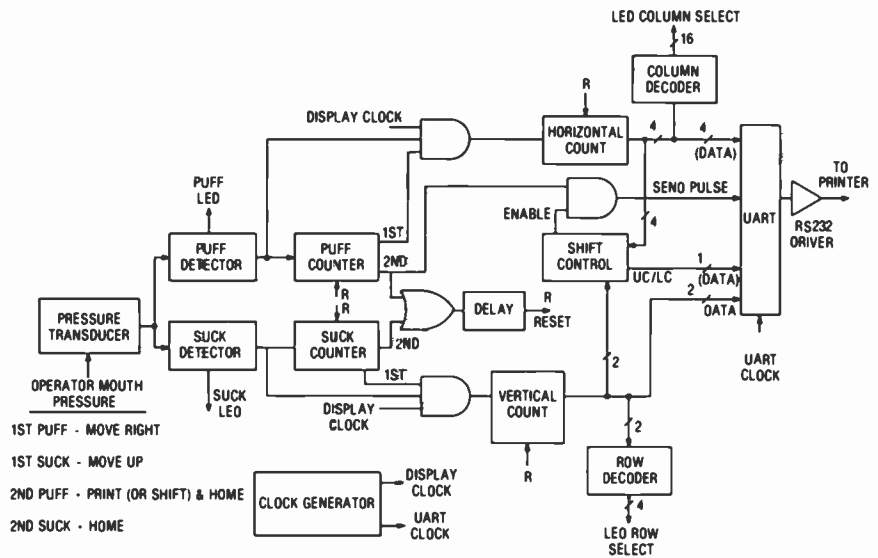 LED COLUMN SELECT
16
COLUMN
DECODER
R
DISPLAY CLOCK
HORIZONTAL
COUNT
4
4
(DATA)
TO
PRINTER
PUFF
LED
SENO PULSE
UART
ENABLE
4
RS232
DRIVER
1ST
PUFF
DETECTOR
PUFF
COUNTER
2ND
SHIFT
CONTROL
1
UC/LC
(DATA)
2
DATA
R
R
R
DELAY
RESET
PRESSURE
TRANSDUCER
SUCK
DETECTOR
SUCK
COUNTER
2ND
1ST
2
UART
CLOCK
OPERATOR MOUTH
PRESSURE
SUCK
LEO
DISPLAY
CLOCK
VERTICAL
COUNT
2
R
1ST PUFF - MOVE RIGHT
1ST SUCK - MOVE UP
2ND PUFF - PRINT (OR SHIFT) & HOME
2ND SUCK - HOME
CLOCK GENERATOR
DISPLAY
CLOCK
UART
CLOCK
ROW
DECODER
4
LEO ROW
SELECT